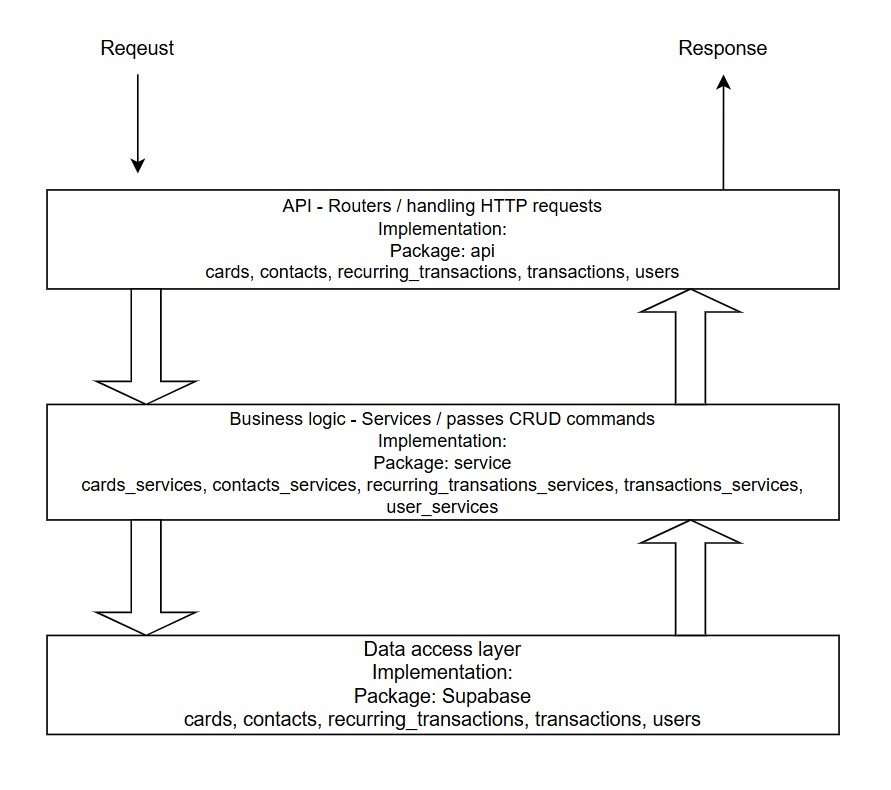 Reqeust
Response
API - Routers / handling HTTP requests
Implementation:
Package: api
cards, contacts, recurring_transactions, transactions, users
Business logic - Services / passes CRUD commands
Implementation:
Package: service
cards_services, contacts_services, recurring_transations_services, transactions_services,
user_services
Data access layer
Implementation:
Package: Supabase
cards, contacts, recurring_transactions, transactions, users